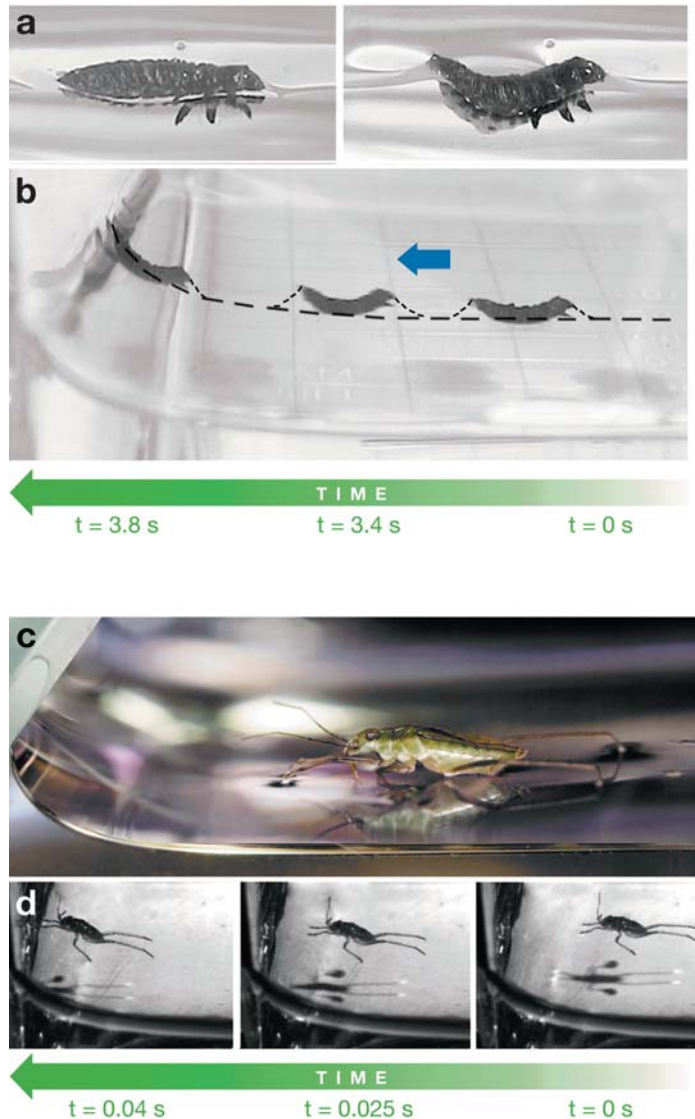 a
b
TIME
t = 3.8 s t = 3.4 s t = 0 s
c
d
TIME
t = 0.04 s t = 0.025 s t = 0 s